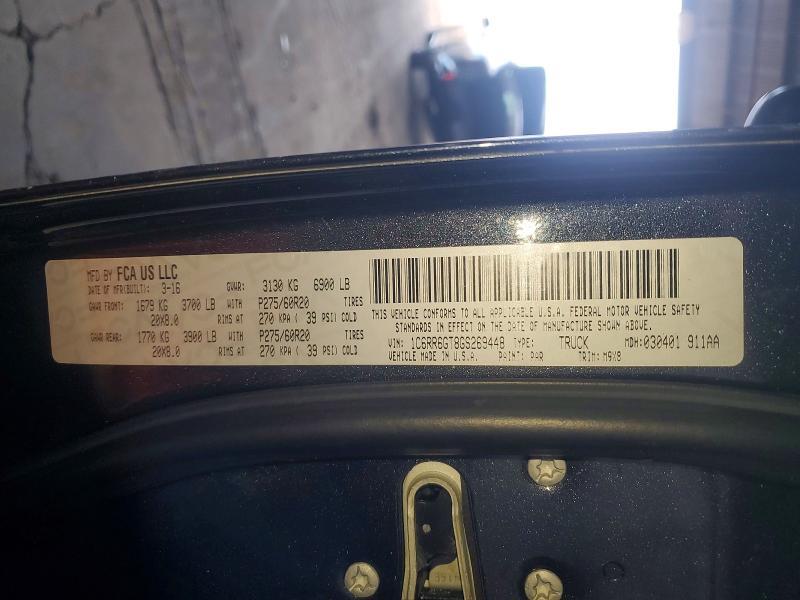 MFD BY FCA US LLC
DATE OF MFR(BUILT): 3-16 GVWR: 3130 KG 6900 LB
GAWR FRONT: 1679 KG 3700 LB WITH P275/60R20 TIRES
20X8.0 RIMS AT 270 KPA ( 39 PSI) COLD
GAWR REAR: 1770 KG 3900 LB WITH P275/60R20 TIRES
20X8.0 RIMS AT 270 KPA ( 39 PSI) COLD
THIS VEHICLE CONFORMS TO ALL APPLICABLE U.S.A. FEDERAL MOTOR VEHICLE SAFETY
STANDARDS IN EFFECT ON THE DATE OF MANUFACTURE SHOWN ABOVE.
VIN: 1C6RR6GT8GS269448 TYPE: TRUCK MDH:030401 911AA
VEHICLE MADE IN U.S.A. PAINT: PAR TRIM: M9X8